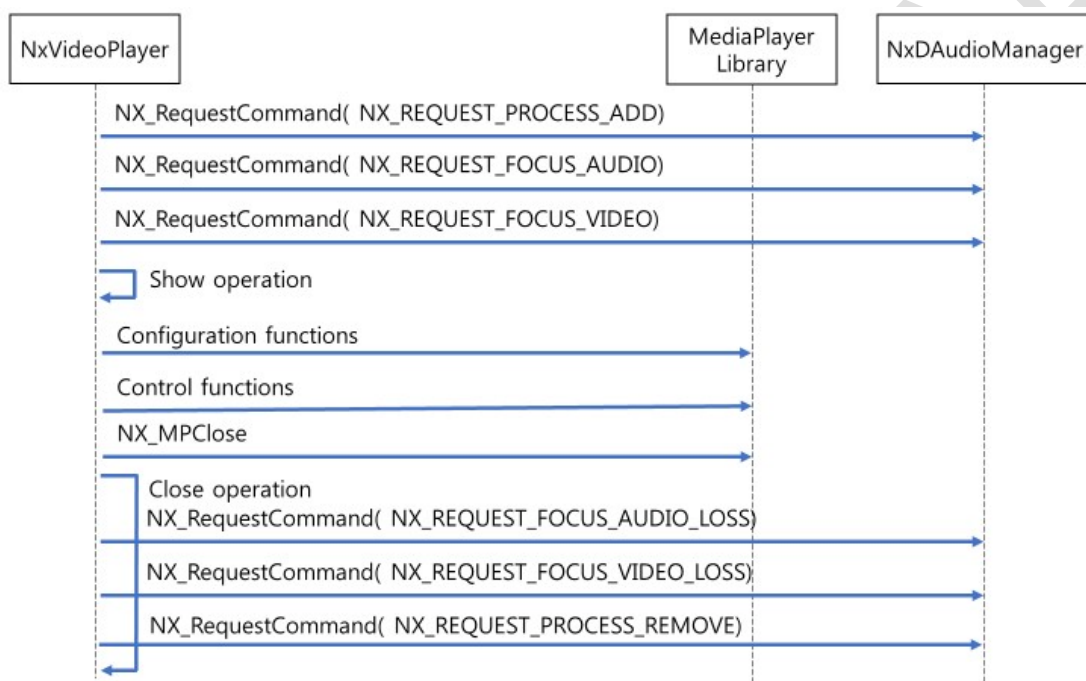 NxVideoPlayer
MediaPlayer
Library
NxDAudioManager
NX_RequestCommand( NX_REQUEST_PROCESS_ADD)
NX_RequestCommand( NX_REQUEST_FOCUS_AUDIO)
NX_RequestCommand( NX_REQUEST_FOCUS_VIDEO)
Show operation
Configuration functions
Control functions
NX_MPClose
Close operation
NX_RequestCommand( NX_REQUEST_FOCUS_AUDIO_LOSS)
NX_RequestCommand( NX_REQUEST_FOCUS_VIDEO_LOSS)
NX_RequestCommand( NX_REQUEST_PROCESS_REMOVE)